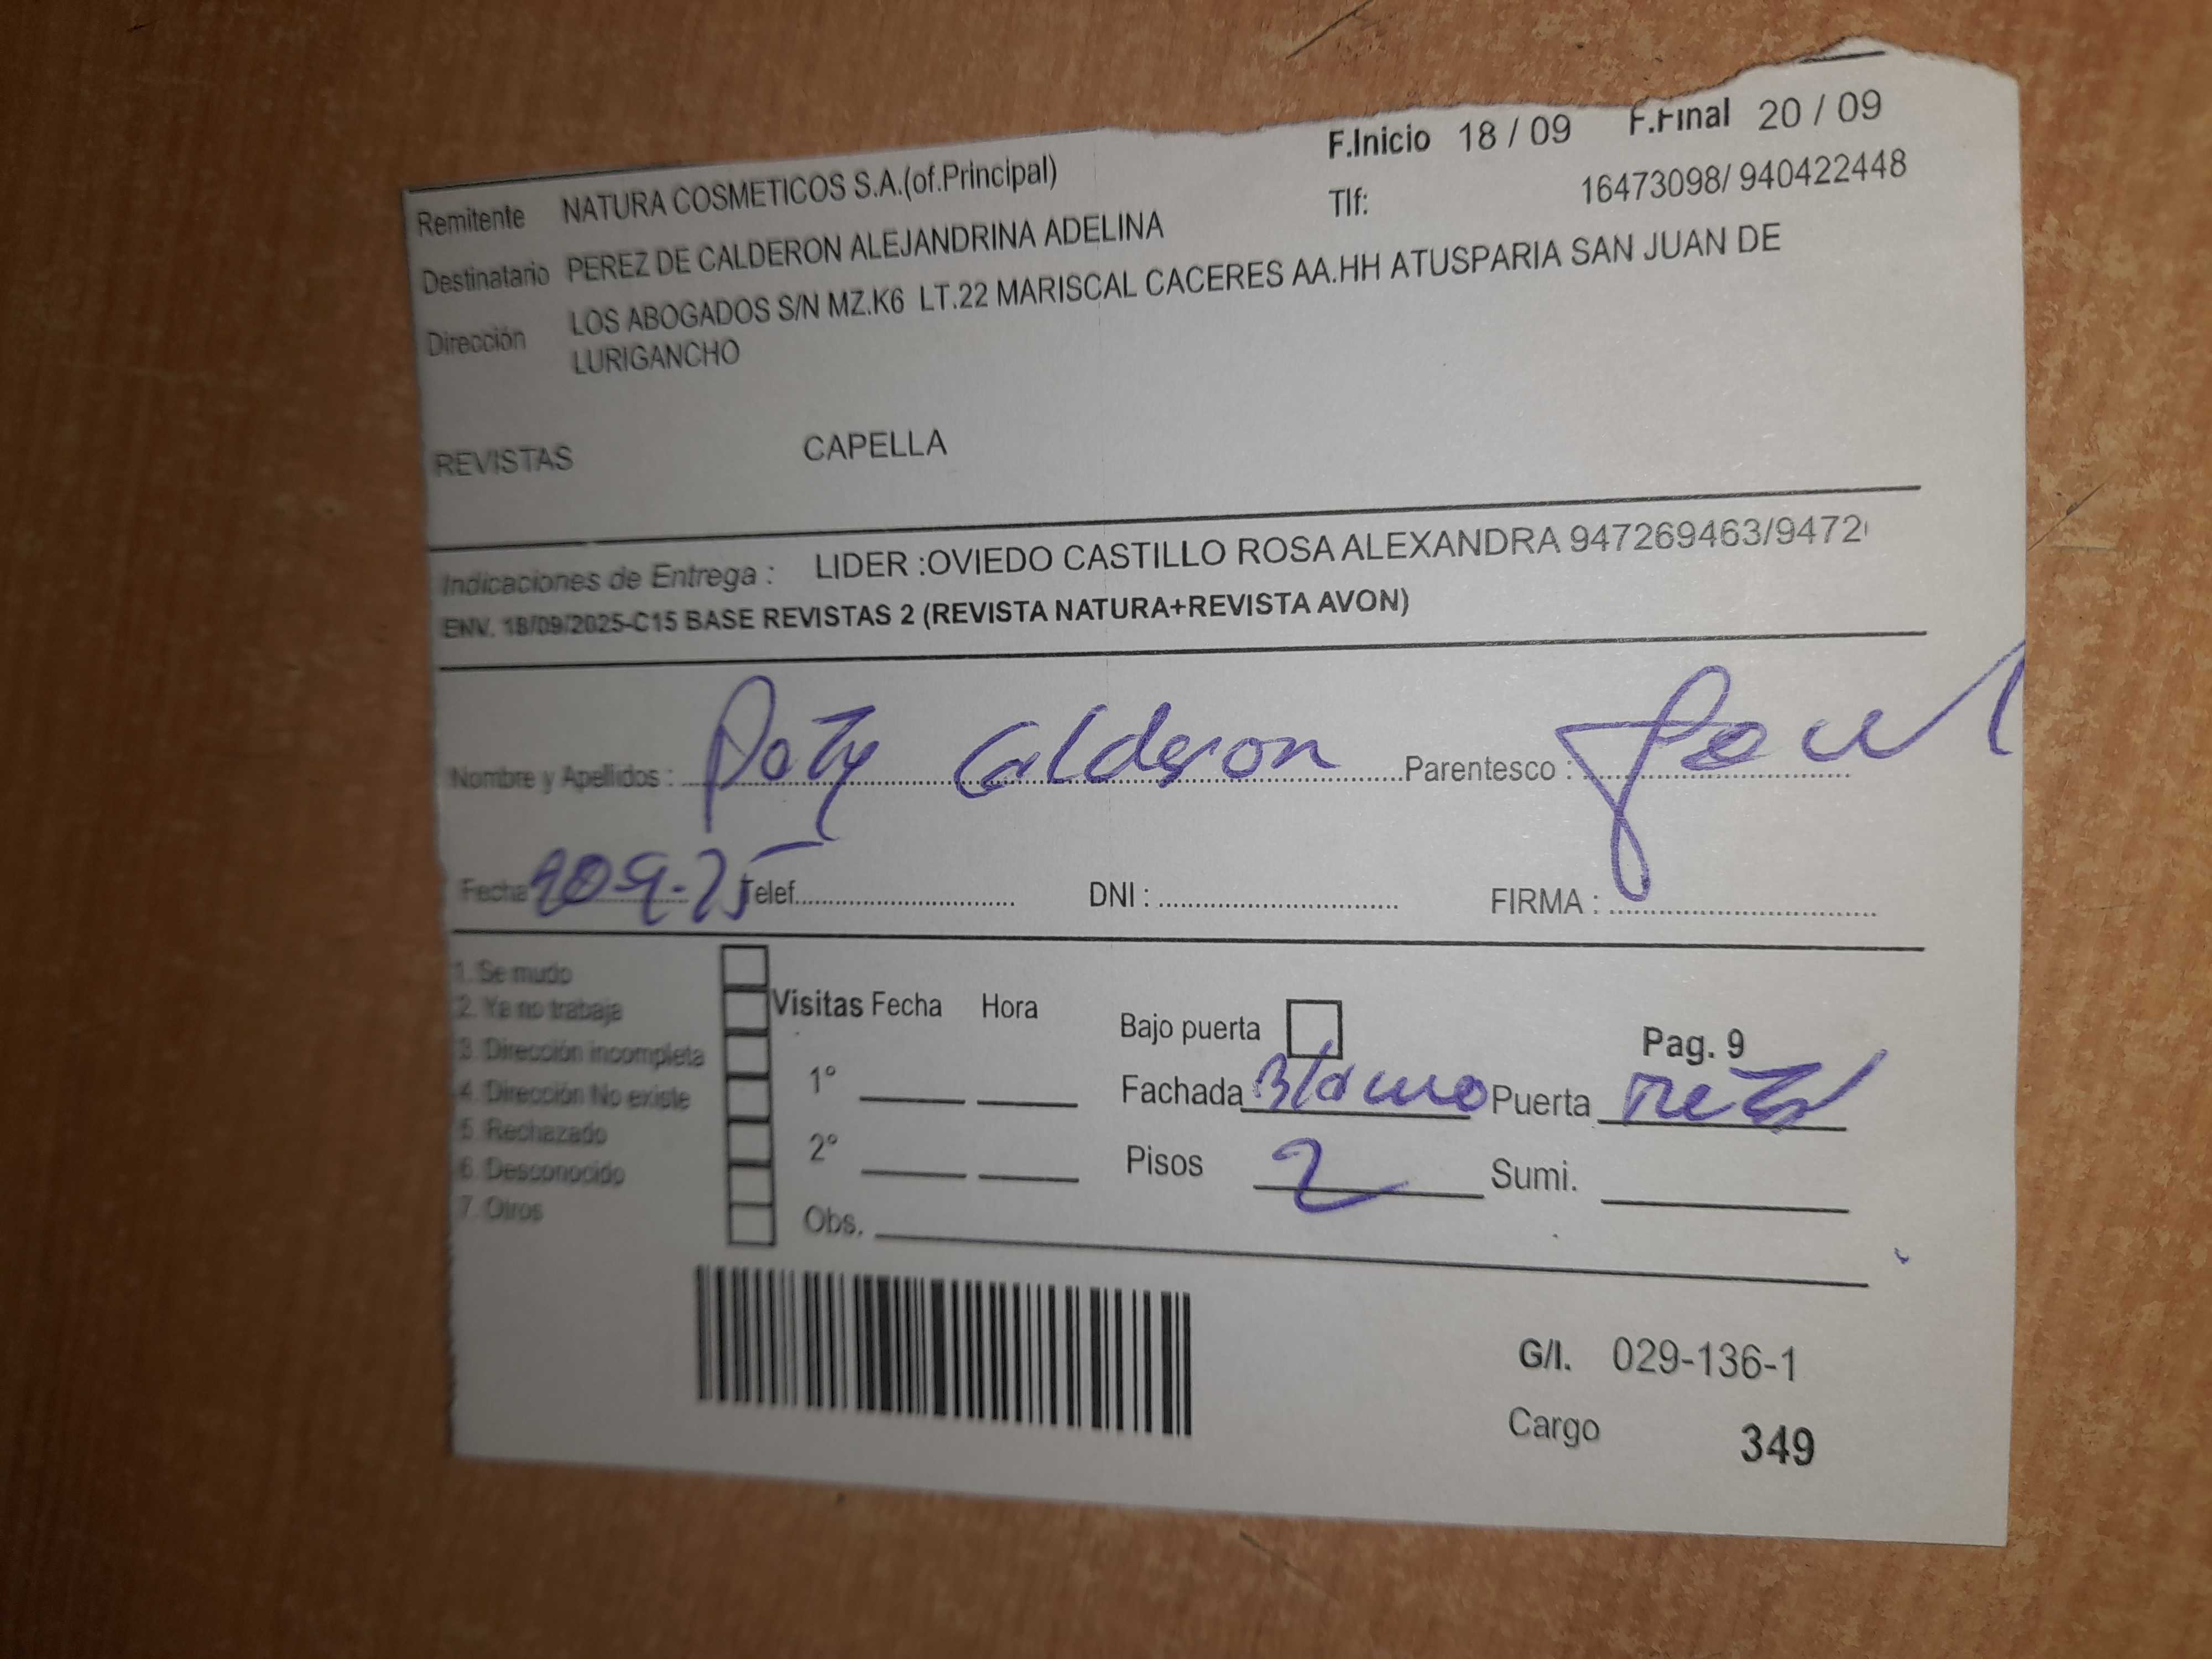 F.Inicio 18 / 09 F.Final 20 / 09
Remitente NATURA COSMETICOS S.A.(of.Principal) Tlf: 16473098/ 940422448
Destinatario PEREZ DE CALDERON ALEJANDRINA ADELINA
Dirección LOS ABOGADOS S/N MZ.K6 LT.22 MARISCAL CACERES AA.HH ATUSPARIA SAN JUAN DE
LURIGANCHO
REVISTAS CAPELLA
Indicaciones de Entrega : LIDER :OVIEDO CASTILLO ROSA ALEXANDRA 947269463/9472
ENV. 18/09/2025-C15 BASE REVISTAS 2 (REVISTA NATURA+REVISTA AVON)
Nombre y Apellidos : Paty Calderon Parentesco :
Fecha Telef. DNI : FIRMA :
1. Se mudo
2. Ya no trabaja Visitas Fecha Hora Bajo puerta Pag. 9
3. Dirección incompleta
4. Dirección No existe 1° Fachada Blanco Puerta Metal
5. Rechazado
6. Desconocido 2° Pisos 2 Sumi.
7. Otros Obs.
G/I. 029-136-1
Cargo 349